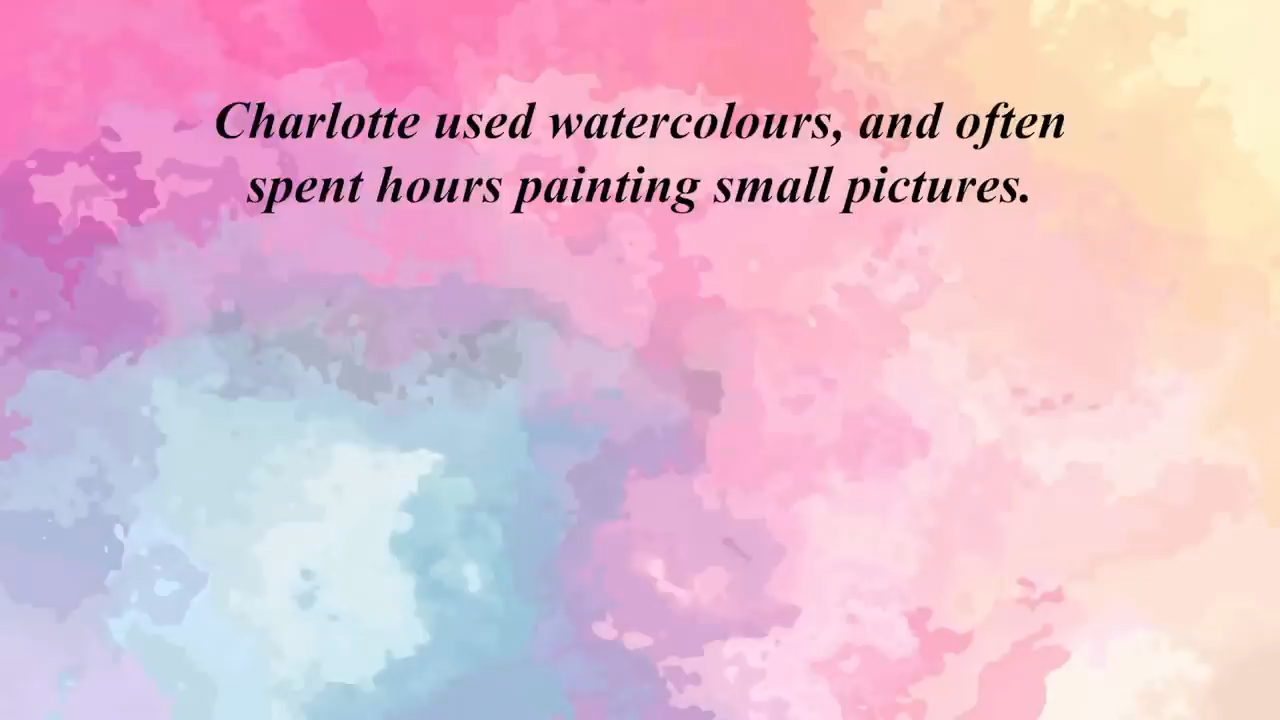 Charlotte used watercolours, and often
spent hours painting small pictures.